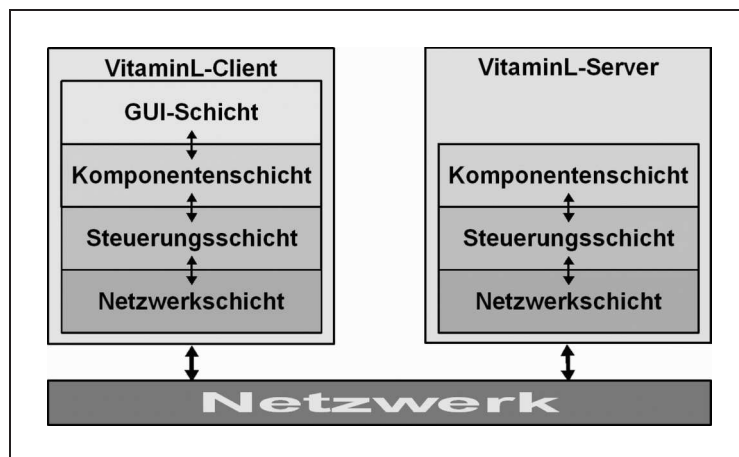 VitaminL-Client
GUI-Schicht
Komponentenschicht
Steuerungsschicht
Netzwerkschicht
VitaminL-Server
Komponentenschicht
Steuerungsschicht
Netzwerkschicht
Netzwerk